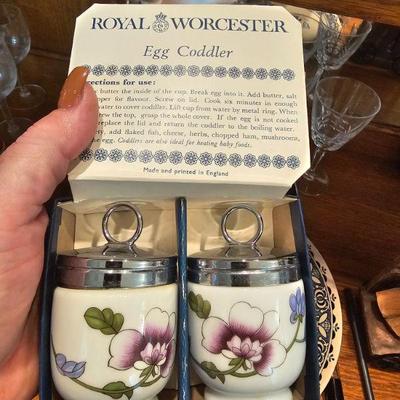 ROYAL WORCESTER
Egg Coddler
Directions for use:
butter the inside of the cup. Break egg into it. Add butter, salt
pepper for flavour. Screw on lid. Cook six minutes in enough
water to cover coddler. Lift cup from water by metal ring. When
the top, grasp the whole cover. If the egg is not cooked
replace the lid and return the coddler to the boiling water.
add flaked fish, cheese, herbs, chopped ham, mushrooms,
the egg. Coddlers are also ideal for heating baby foods.
Made and printed in England